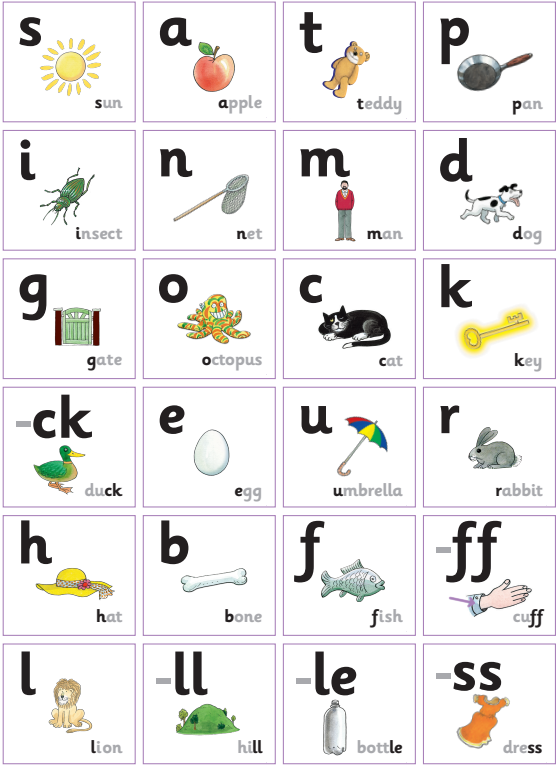 s
sun
a
apple
t
teddy
p
pan
i
insect
n
net
m
man
d
dog
g
gate
o
octopus
c
cat
k
key
-ck
duck
e
egg
u
umbrella
r
rabbit
h
hat
b
bone
f
fish
-ff
cuff
l
lion
-ll
hill
-le
bottle
-ss
dress